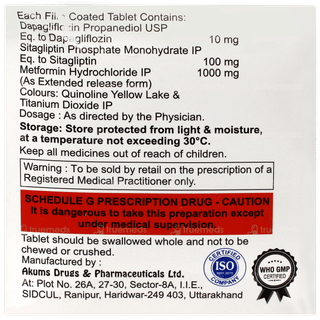 Each Film Coated Tablet Contains:
Dapagliflozin Propanediol USP
Eq. to Dapagliflozin 10 mg
Sitagliptin Phosphate Monohydrate IP
Eq. to Sitagliptin 100 mg
Metformin Hydrochloride IP 1000 mg
(As Extended release form)
Colours: Quinoline Yellow Lake &
Titanium Dioxide IP
Dosage : As directed by the Physician.
Storage: Store protected from light & moisture,
at a temperature not exceeding 30°C.
Keep all medicines out of reach of children.
Warning : To be sold by retail on the prescription of a
Registered Medical Practitioner only.
SCHEDULE G PRESCRIPTION DRUG - CAUTION
It is dangerous to take this preparation except
under medical supervision.
Tablet should be swallowed whole and not to be
chewed or crushed.
Akums Drugs & Pharmaceuticals Ltd.
At: Plot No. 26A, 27-30, Sector-8A, I.I.E.,
SIDCUL, Ranipur, Haridwar-249 403, Uttarakhand
CERTIFIED
ISO
COMPANY
WHO GMP
CERTIFIED
truemeds